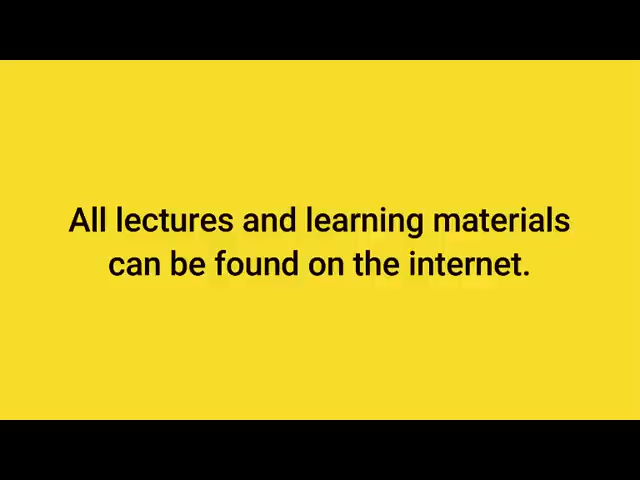 All lectures and learning materials
can be found on the internet.